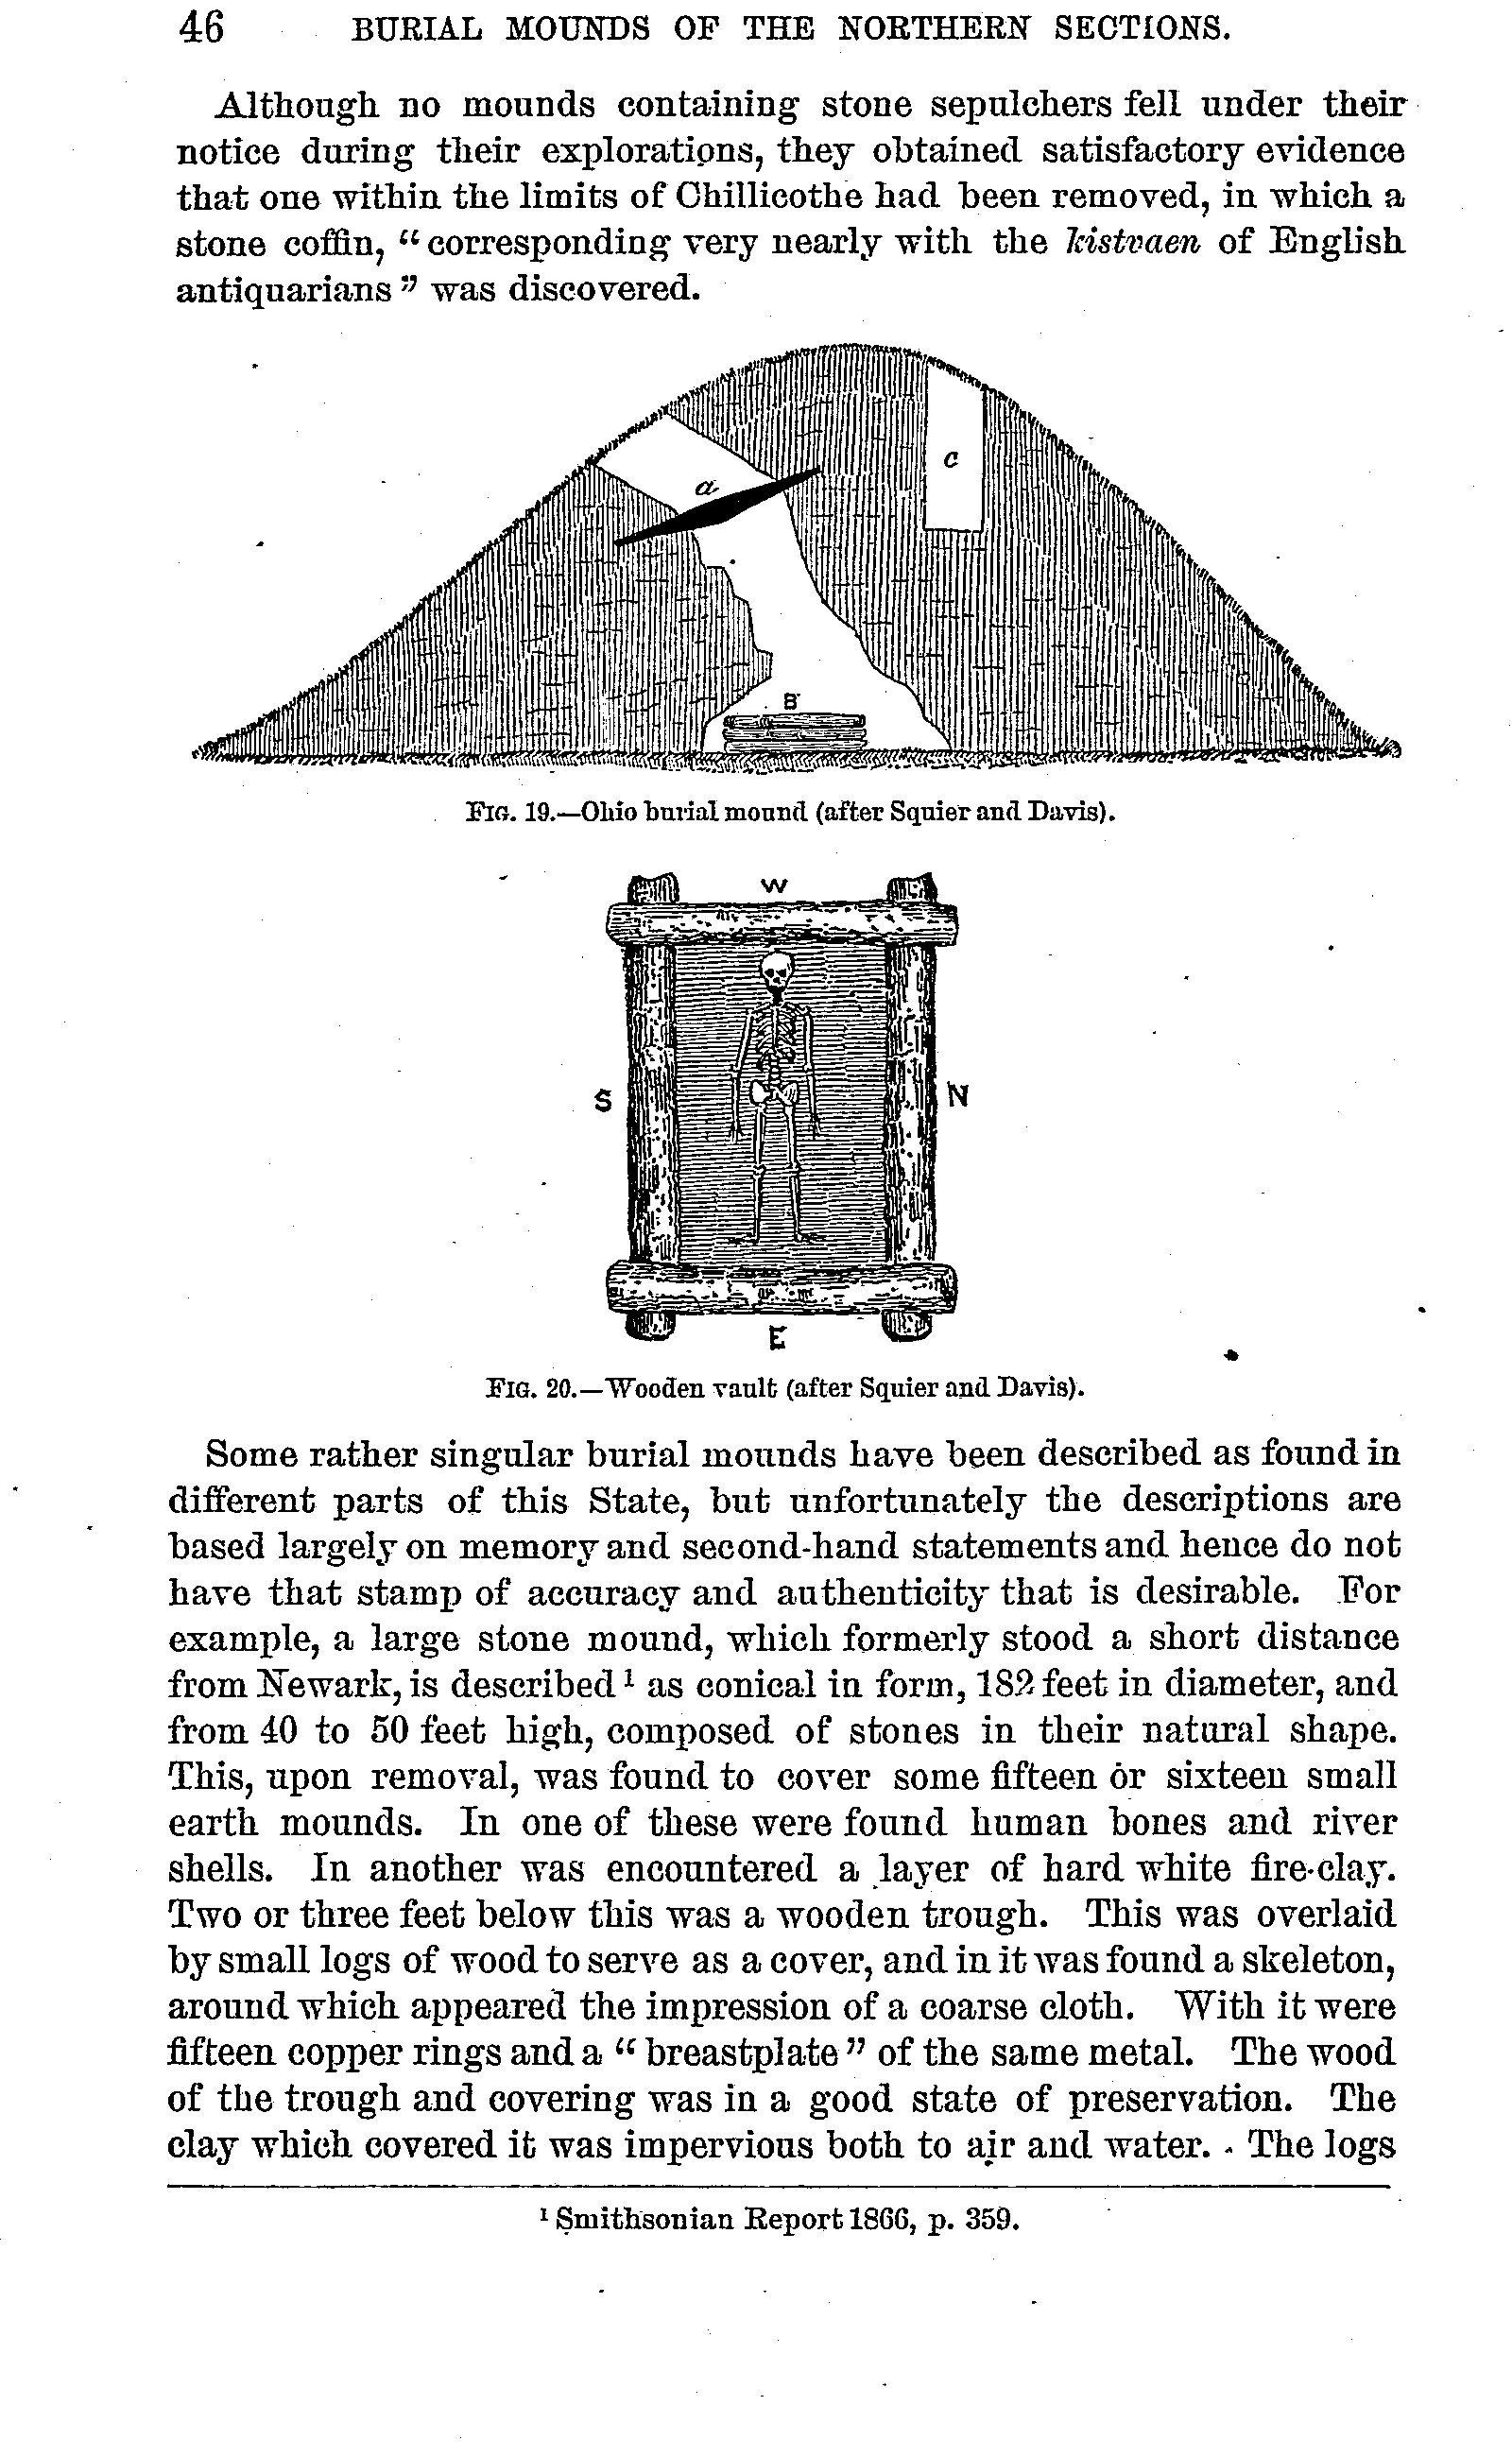 46 BURIAL MOUNDS OF THE NORTHERN SECTIONS.
Although no mounds containing stone sepulchers fell under their
notice during their explorations, they obtained satisfactory evidence
that one within the limits of Chillicothe had been removed, in which a
stone coffin, “corresponding very nearly with the kistvaen of English
antiquarians” was discovered.
a
C
B
FIG. 19.—Ohio burial mound (after Squier and Davis).
W
S
N
E
FIG. 20.—Wooden vault (after Squier and Davis).
Some rather singular burial mounds have been described as found in
different parts of this State, but unfortunately the descriptions are
based largely on memory and second-hand statements and hence do not
have that stamp of accuracy and authenticity that is desirable. For
example, a large stone mound, which formerly stood a short distance
from Newark, is described¹ as conical in form, 182 feet in diameter, and
from 40 to 50 feet high, composed of stones in their natural shape.
This, upon removal, was found to cover some fifteen or sixteen small
earth mounds. In one of these were found human bones and river
shells. In another was encountered a layer of hard white fire-clay.
Two or three feet below this was a wooden trough. This was overlaid
by small logs of wood to serve as a cover, and in it was found a skeleton,
around which appeared the impression of a coarse cloth. With it were
fifteen copper rings and a “breastplate” of the same metal. The wood
of the trough and covering was in a good state of preservation. The
clay which covered it was impervious both to air and water. The logs
¹ Smithsonian Report 1866, p. 359.